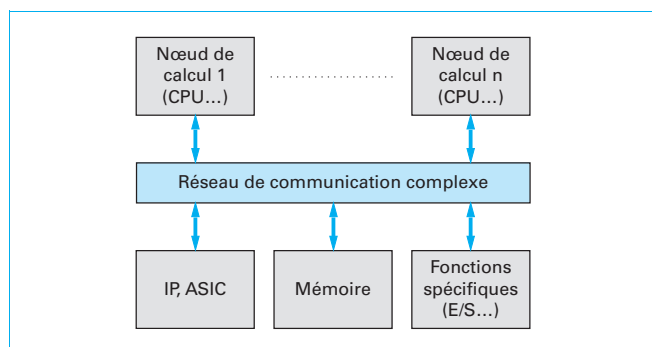 Nœud de
calcul 1
(CPU…)
Nœud de
calcul n
(CPU…)
Réseau de communication complexe
IP, ASIC
Mémoire
Fonctions
spécifiques
(E/S…)